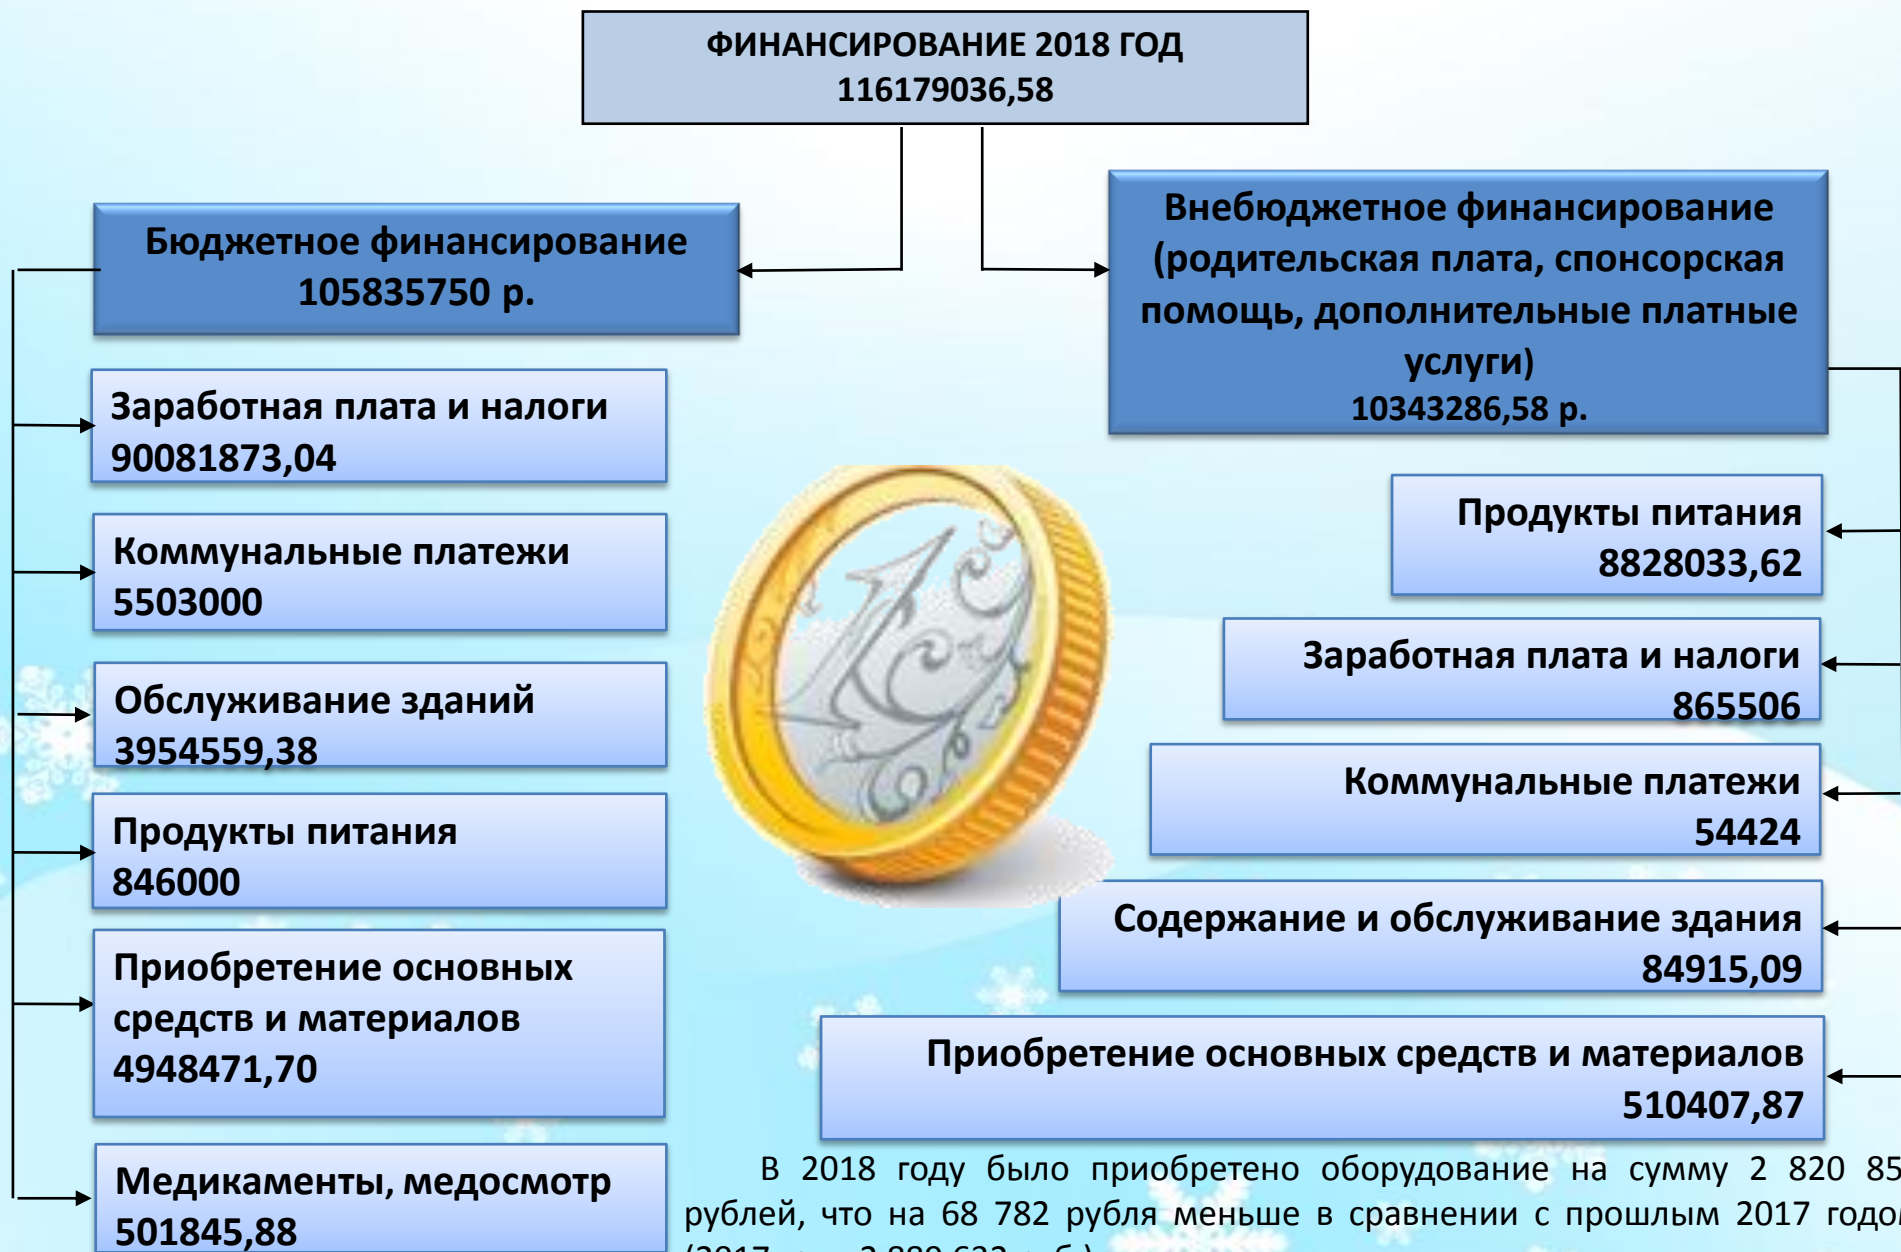 ФИНАНСИРОВАНИЕ 2018 ГОД
116179036,58
Бюджетное финансирование
105835750 р.
Заработная плата и налоги
90081873,04
Коммунальные платежи
5503000
Обслуживание зданий
3954559,38
Продукты питания
846000
Приобретение основных
средств и материалов
4948471,70
Медикаменты, медосмотр
501845,88
Внебюджетное финансирование
(родительская плата, спонсорская
помощь, дополнительные платные
услуги)
10343286,58 р.
Продукты питания
8828033,62
Заработная плата и налоги
865506
Коммунальные платежи
54424
Содержание и обслуживание здания
84915,09
Приобретение основных средств и материалов
510407,87
В 2018 году было приобретено оборудование на сумму 2 820 85
рублей, что на 68 782 рубля меньше в сравнении с прошлым 2017 годом